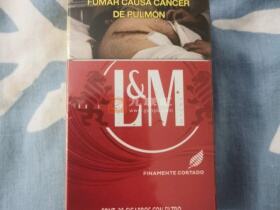 FUMAR CAUSA CÁNCER
DE PULMÓN
L&M
FINAMENTE CORTADO